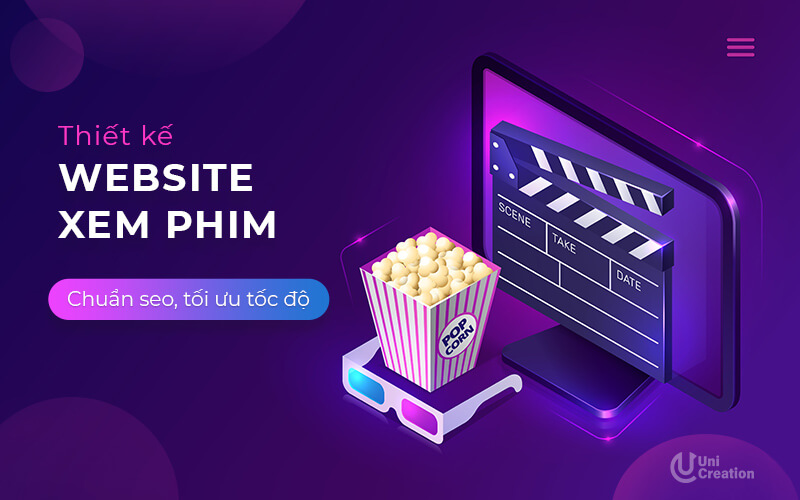 Thiết kế
WEBSITE
XEM PHIM
Chuẩn seo, tối ưu tốc độ
SCENE
TAKE
DATE
POP
CORN
Uni
Creation